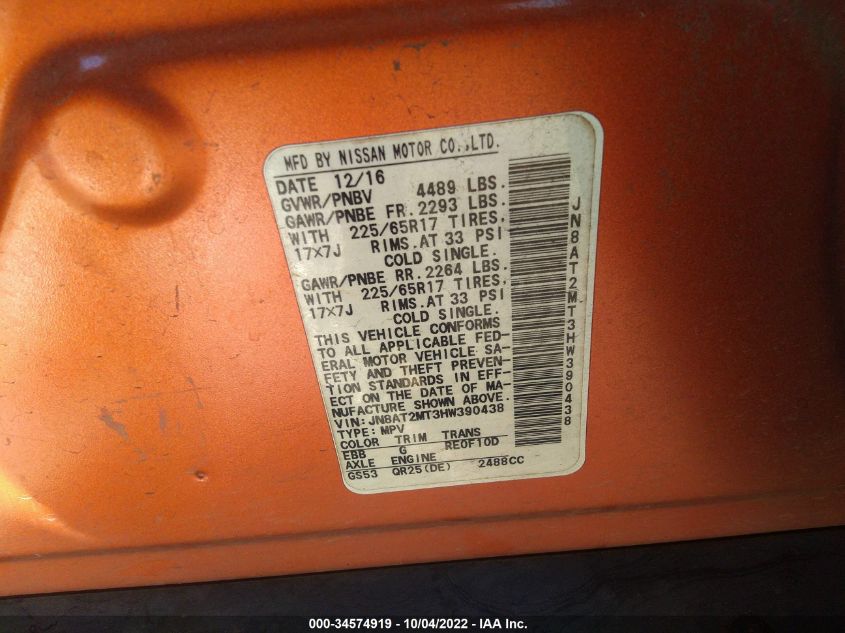 MFD BY NISSAN MOTOR CO.,LTD.
DATE 12/16
GVWR/PNBV 4489 LBS.
GAWR/PNBE FR. 2293 LBS.
WITH 225/65R17 TIRES,
17X7J RIMS.AT 33 PSI
COLD SINGLE.
GAWR/PNBE RR. 2264 LBS.
WITH 225/65R17 TIRES,
17X7J RIMS.AT 33 PSI
COLD SINGLE.
THIS VEHICLE CONFORMS
TO ALL APPLICABLE FED-
ERAL MOTOR VEHICLE SA-
FETY AND THEFT PREVEN-
TION STANDARDS IN EFF-
ECT ON THE DATE OF MA-
NUFACTURE SHOWN ABOVE.
VIN:JN8AT2MT3HW390438
TYPE:MPV
COLOR TRIM TRANS
EBB G RE0F10D
AXLE ENGINE
GS53 QR25(DE) 2488CC
JN8AT2MT3HW390438
000-34574919 - 10/04/2022 - IAA Inc.